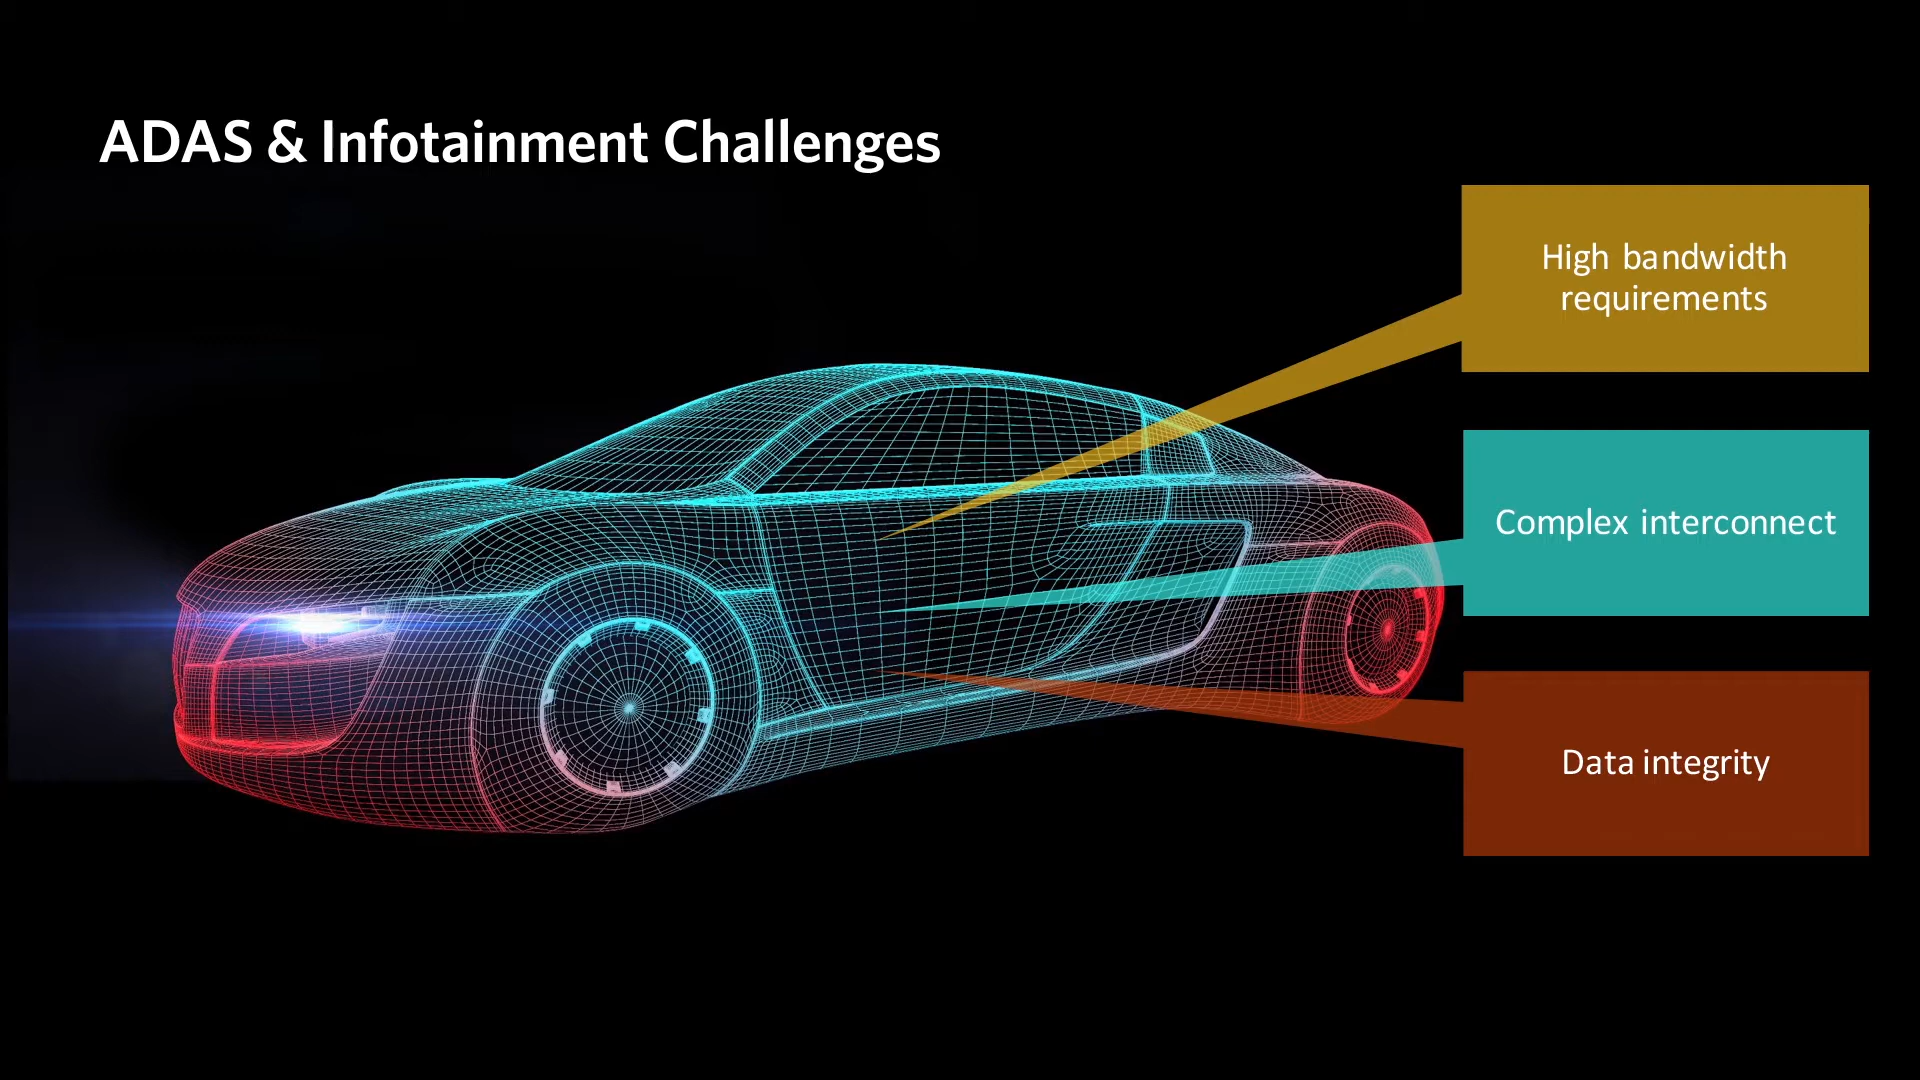 ADAS & Infotainment Challenges
High bandwidth
requirements
Complex interconnect
Data integrity